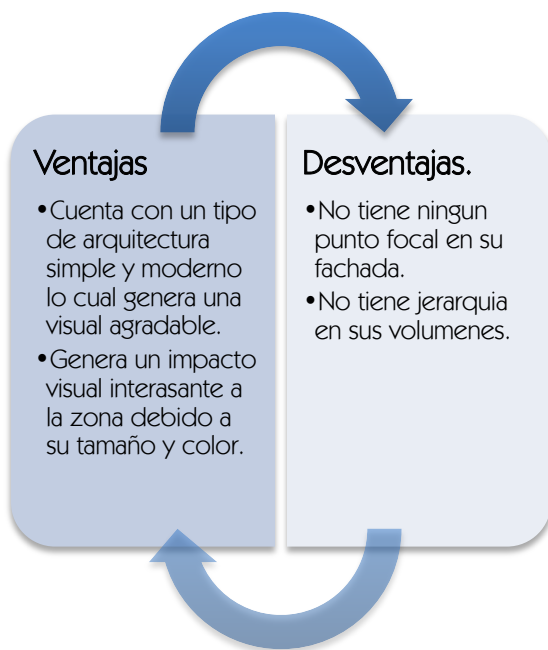 Ventajas
•Cuenta con un tipo
de arquitectura
simple y moderno
lo cual genera una
visual agradable.
•Genera un impacto
visual interasante a
la zona debido a
su tamaño y color.
Desventajas.
•No tiene ningun
punto focal en su
fachada.
•No tiene jerarquia
en sus volumenes.